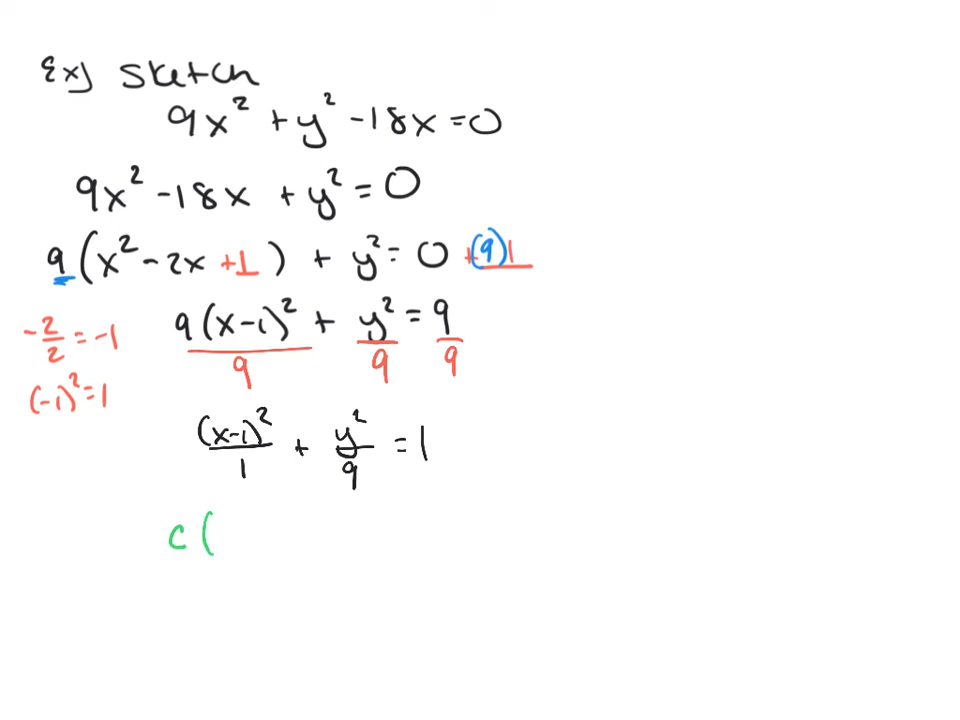 Ex) Sketch
9x² + y² - 18x = 0
9x² - 18x + y² = 0
9(x² - 2x + 1) + y² = 0 + (9)1
-2/2 = -1
9(x-1)²/9 + y²/9 = 9/9
(-1)² = 1
(x-1)²/1 + y²/9 = 1
C (